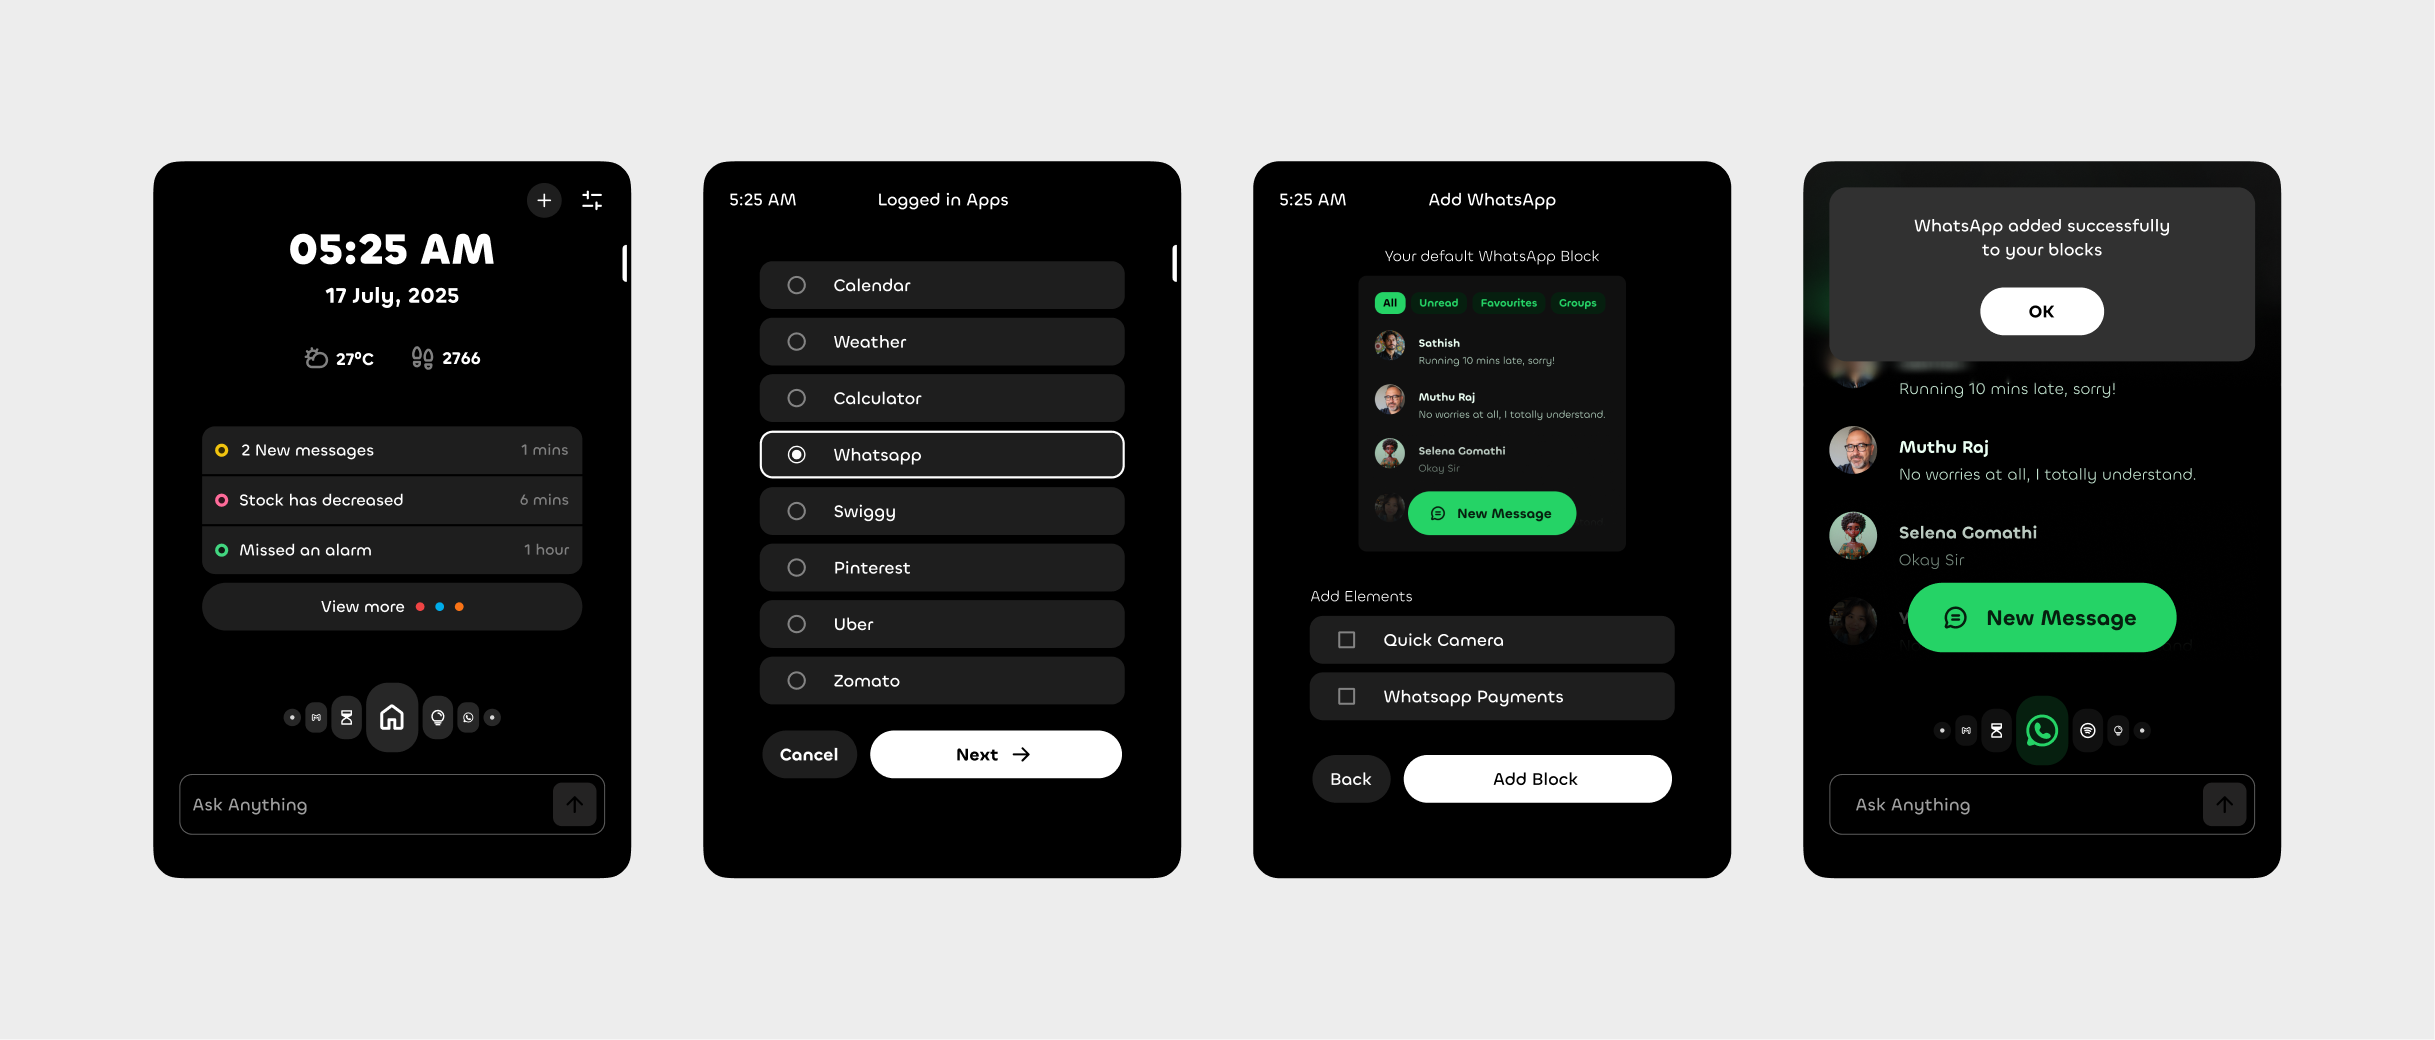 05:25 AM
17 July, 2025
27°C 2766
2 New messages 1 mins
Stock has decreased 6 mins
Missed an alarm 1 hour
View more
Ask Anything
5:25 AM Logged in Apps
Calendar
Weather
Calculator
Whatsapp
Swiggy
Pinterest
Uber
Zomato
Cancel Next
5:25 AM Add WhatsApp
Your default WhatsApp Block
All Unread Favourites Groups
Sathish
Running 10 mins late, sorry!
Muthu Raj
No worries at all, I totally understand.
Selena Gomathi
Okay Sir
New Message
Add Elements
Quick Camera
Whatsapp Payments
Back Add Block
WhatsApp added successfully
to your blocks
OK
Running 10 mins late, sorry!
Muthu Raj
No worries at all, I totally understand.
Selena Gomathi
Okay Sir
New Message
Ask Anything